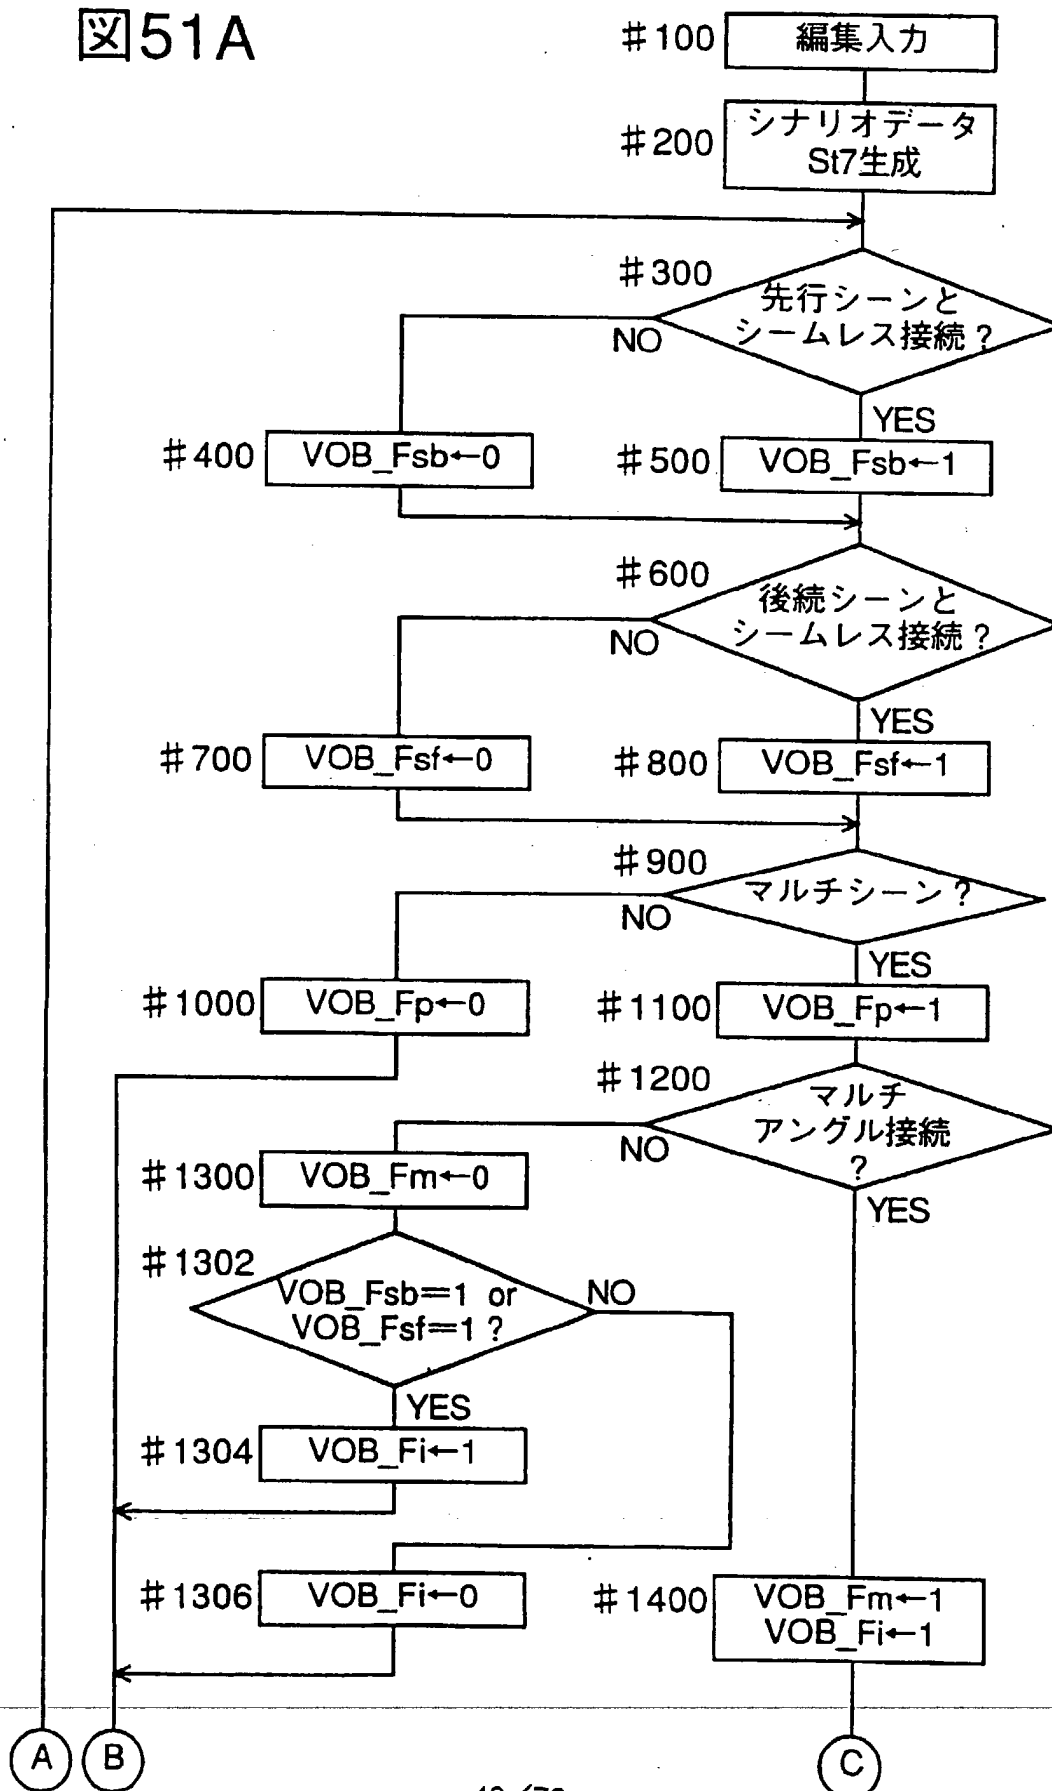 図51A
#100
編集入力
#200
シナリオデータ
St7生成
#300
先行シーンと
シームレス接続?
NO
YES
#400
VOB_Fsb←0
#500
VOB_Fsb←1
#600
後続シーンと
シームレス接続?
NO
YES
#700
VOB_Fsf←0
#800
VOB_Fsf←1
#900
マルチシーン?
NO
YES
#1000
VOB_Fp←0
#1100
VOB_Fp←1
#1200
マルチ
アングル接続
?
NO
YES
#1300
VOB_Fm←0
#1302
VOB_Fsb=1 or
VOB_Fsf=1?
NO
YES
#1304
VOB_Fi←1
#1306
VOB_Fi←0
#1400
VOB_Fm←1
VOB_Fi←1
A
B
C